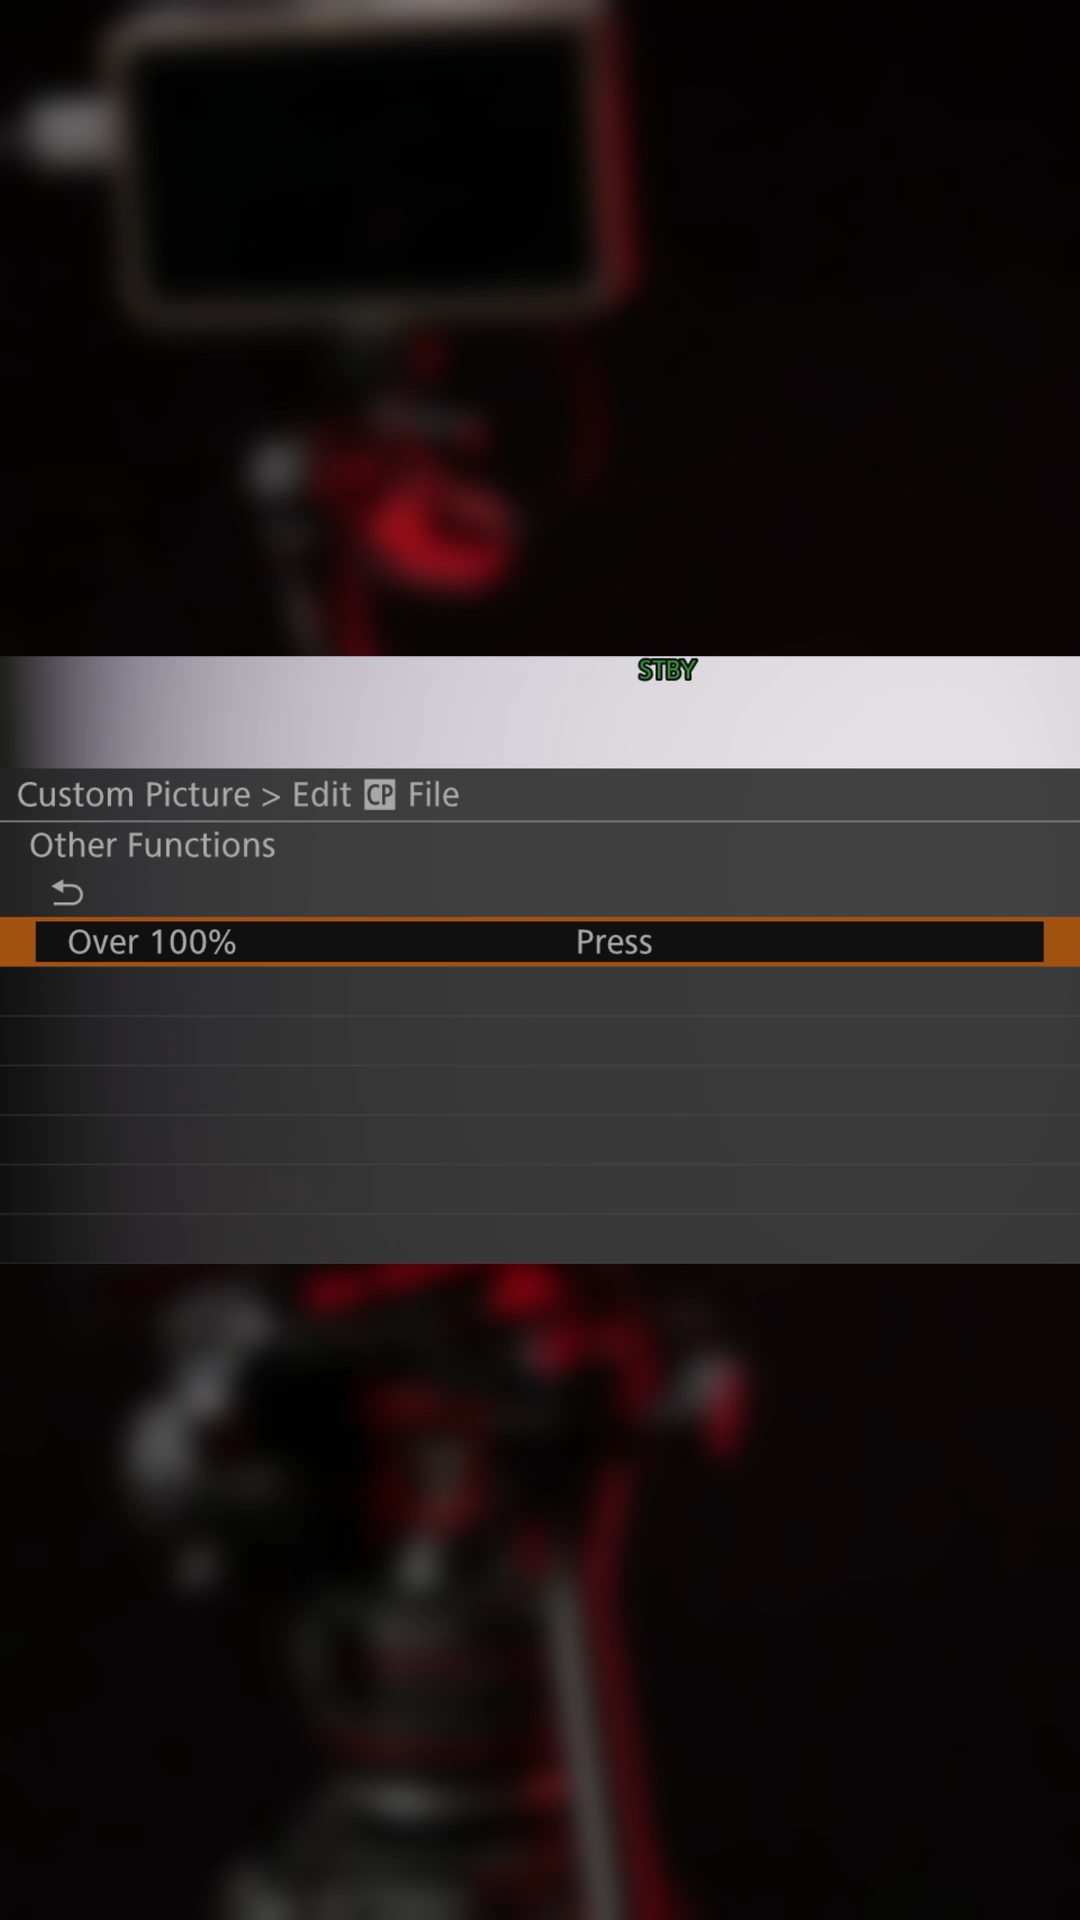 STBY
Custom Picture > Edit CP File
Other Functions
Over 100% Press